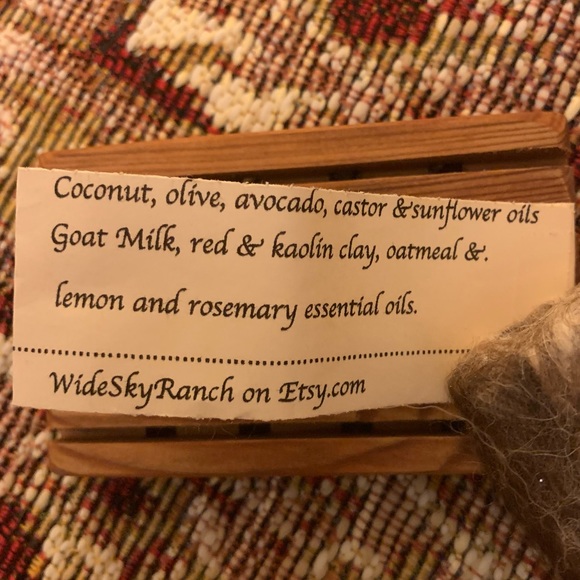 Coconut, olive, avocado, castor &sunflower oils
Goat Milk, red & kaolin clay, oatmeal &.
lemon and rosemary essential oils.
WideSkyRanch on Etsy.com